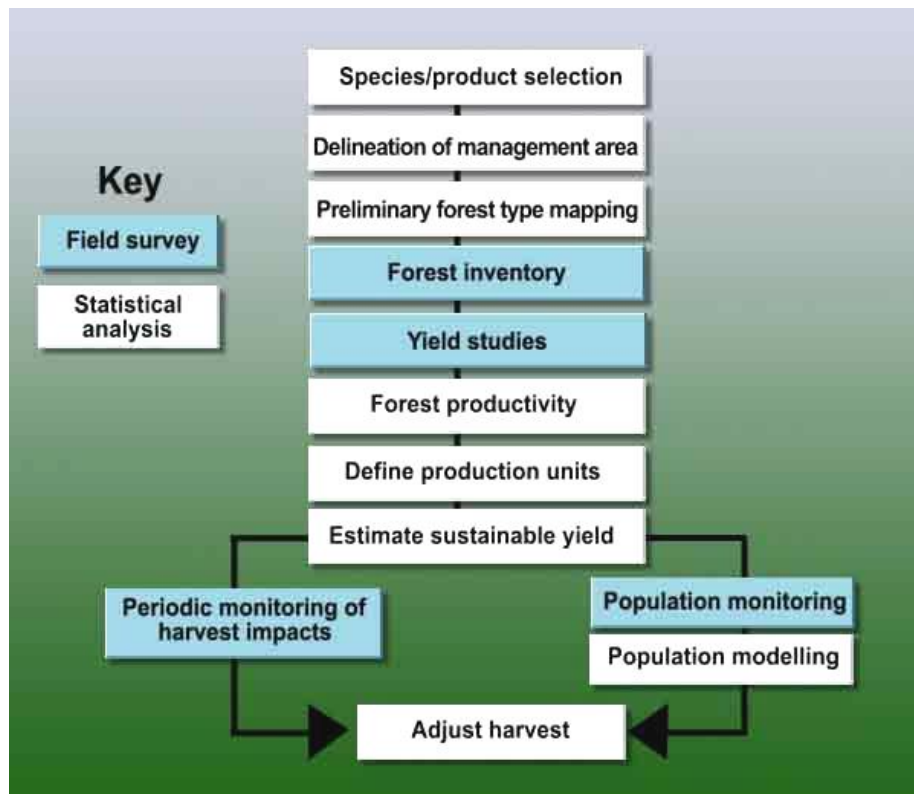 Species/product selection
Delineation of management area
Preliminary forest type mapping
Key
Field survey
Statistical
analysis
Forest inventory
Yield studies
Forest productivity
Define production units
Estimate sustainable yield
Periodic monitoring of
harvest impacts
Population monitoring
Population modelling
Adjust harvest